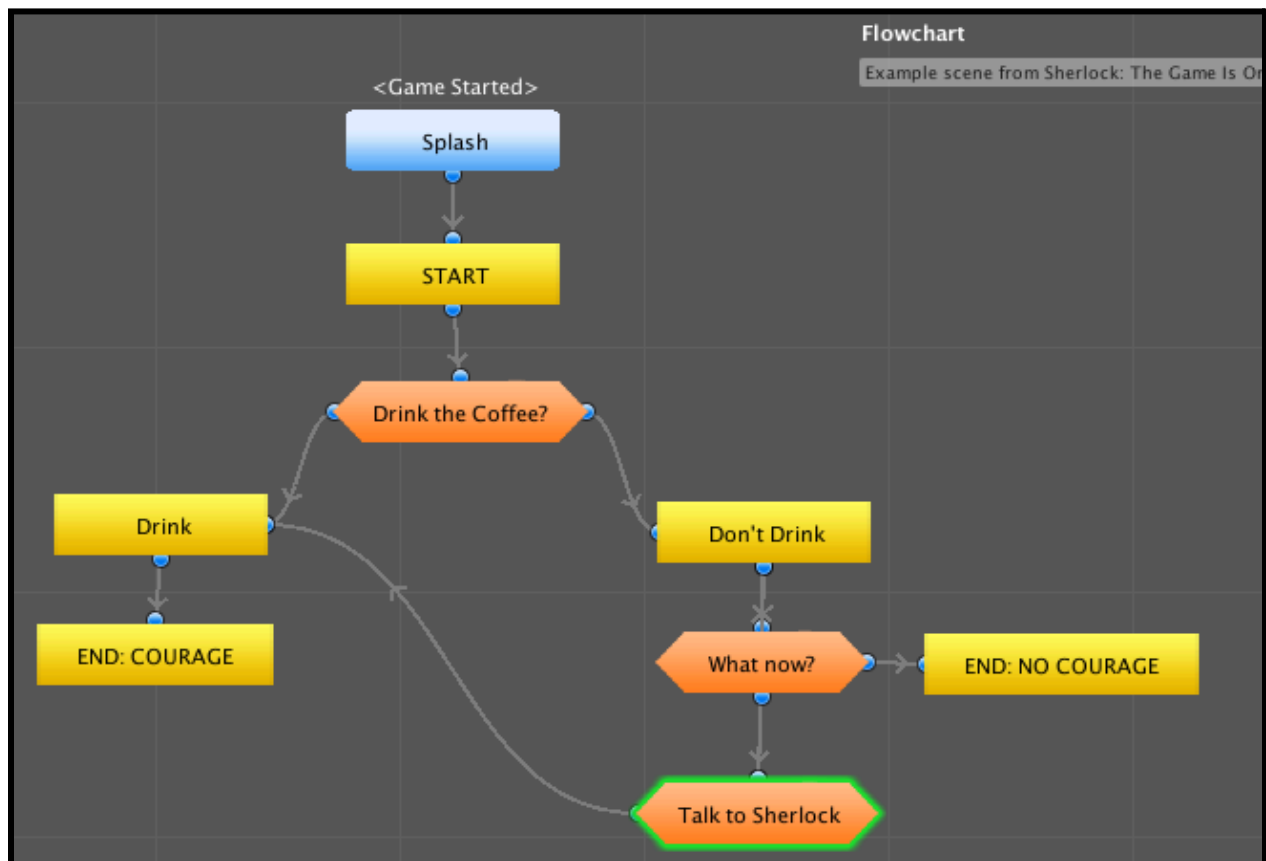 Flowchart
Example scene from Sherlock: The Game Is
<Game Started>
Splash
START
Drink the Coffee?
Drink
Don't Drink
END: COURAGE
What now?
END: NO COURAGE
Talk to Sherlock